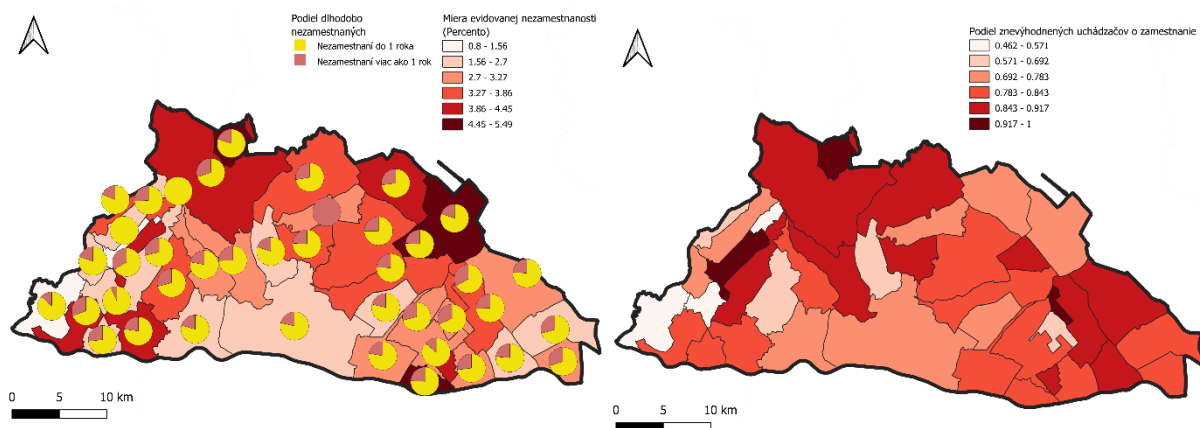 Podiel dlhodobo
nezamestnaných
Nezamestnaní do 1 roka
Nezamestnaní viac ako 1 rok
Miera evidovanej nezamestnanosti
(Percento)
0.8 - 1.56
1.56 - 2.7
2.7 - 3.27
3.27 - 3.86
3.86 - 4.45
4.45 - 5.49
0 5 10 km
Podiel znevýhodnených uchádzačov o zamestnanie
0.462 - 0.571
0.571 - 0.692
0.692 - 0.783
0.783 - 0.843
0.843 - 0.917
0.917 - 1
0 5 10 km